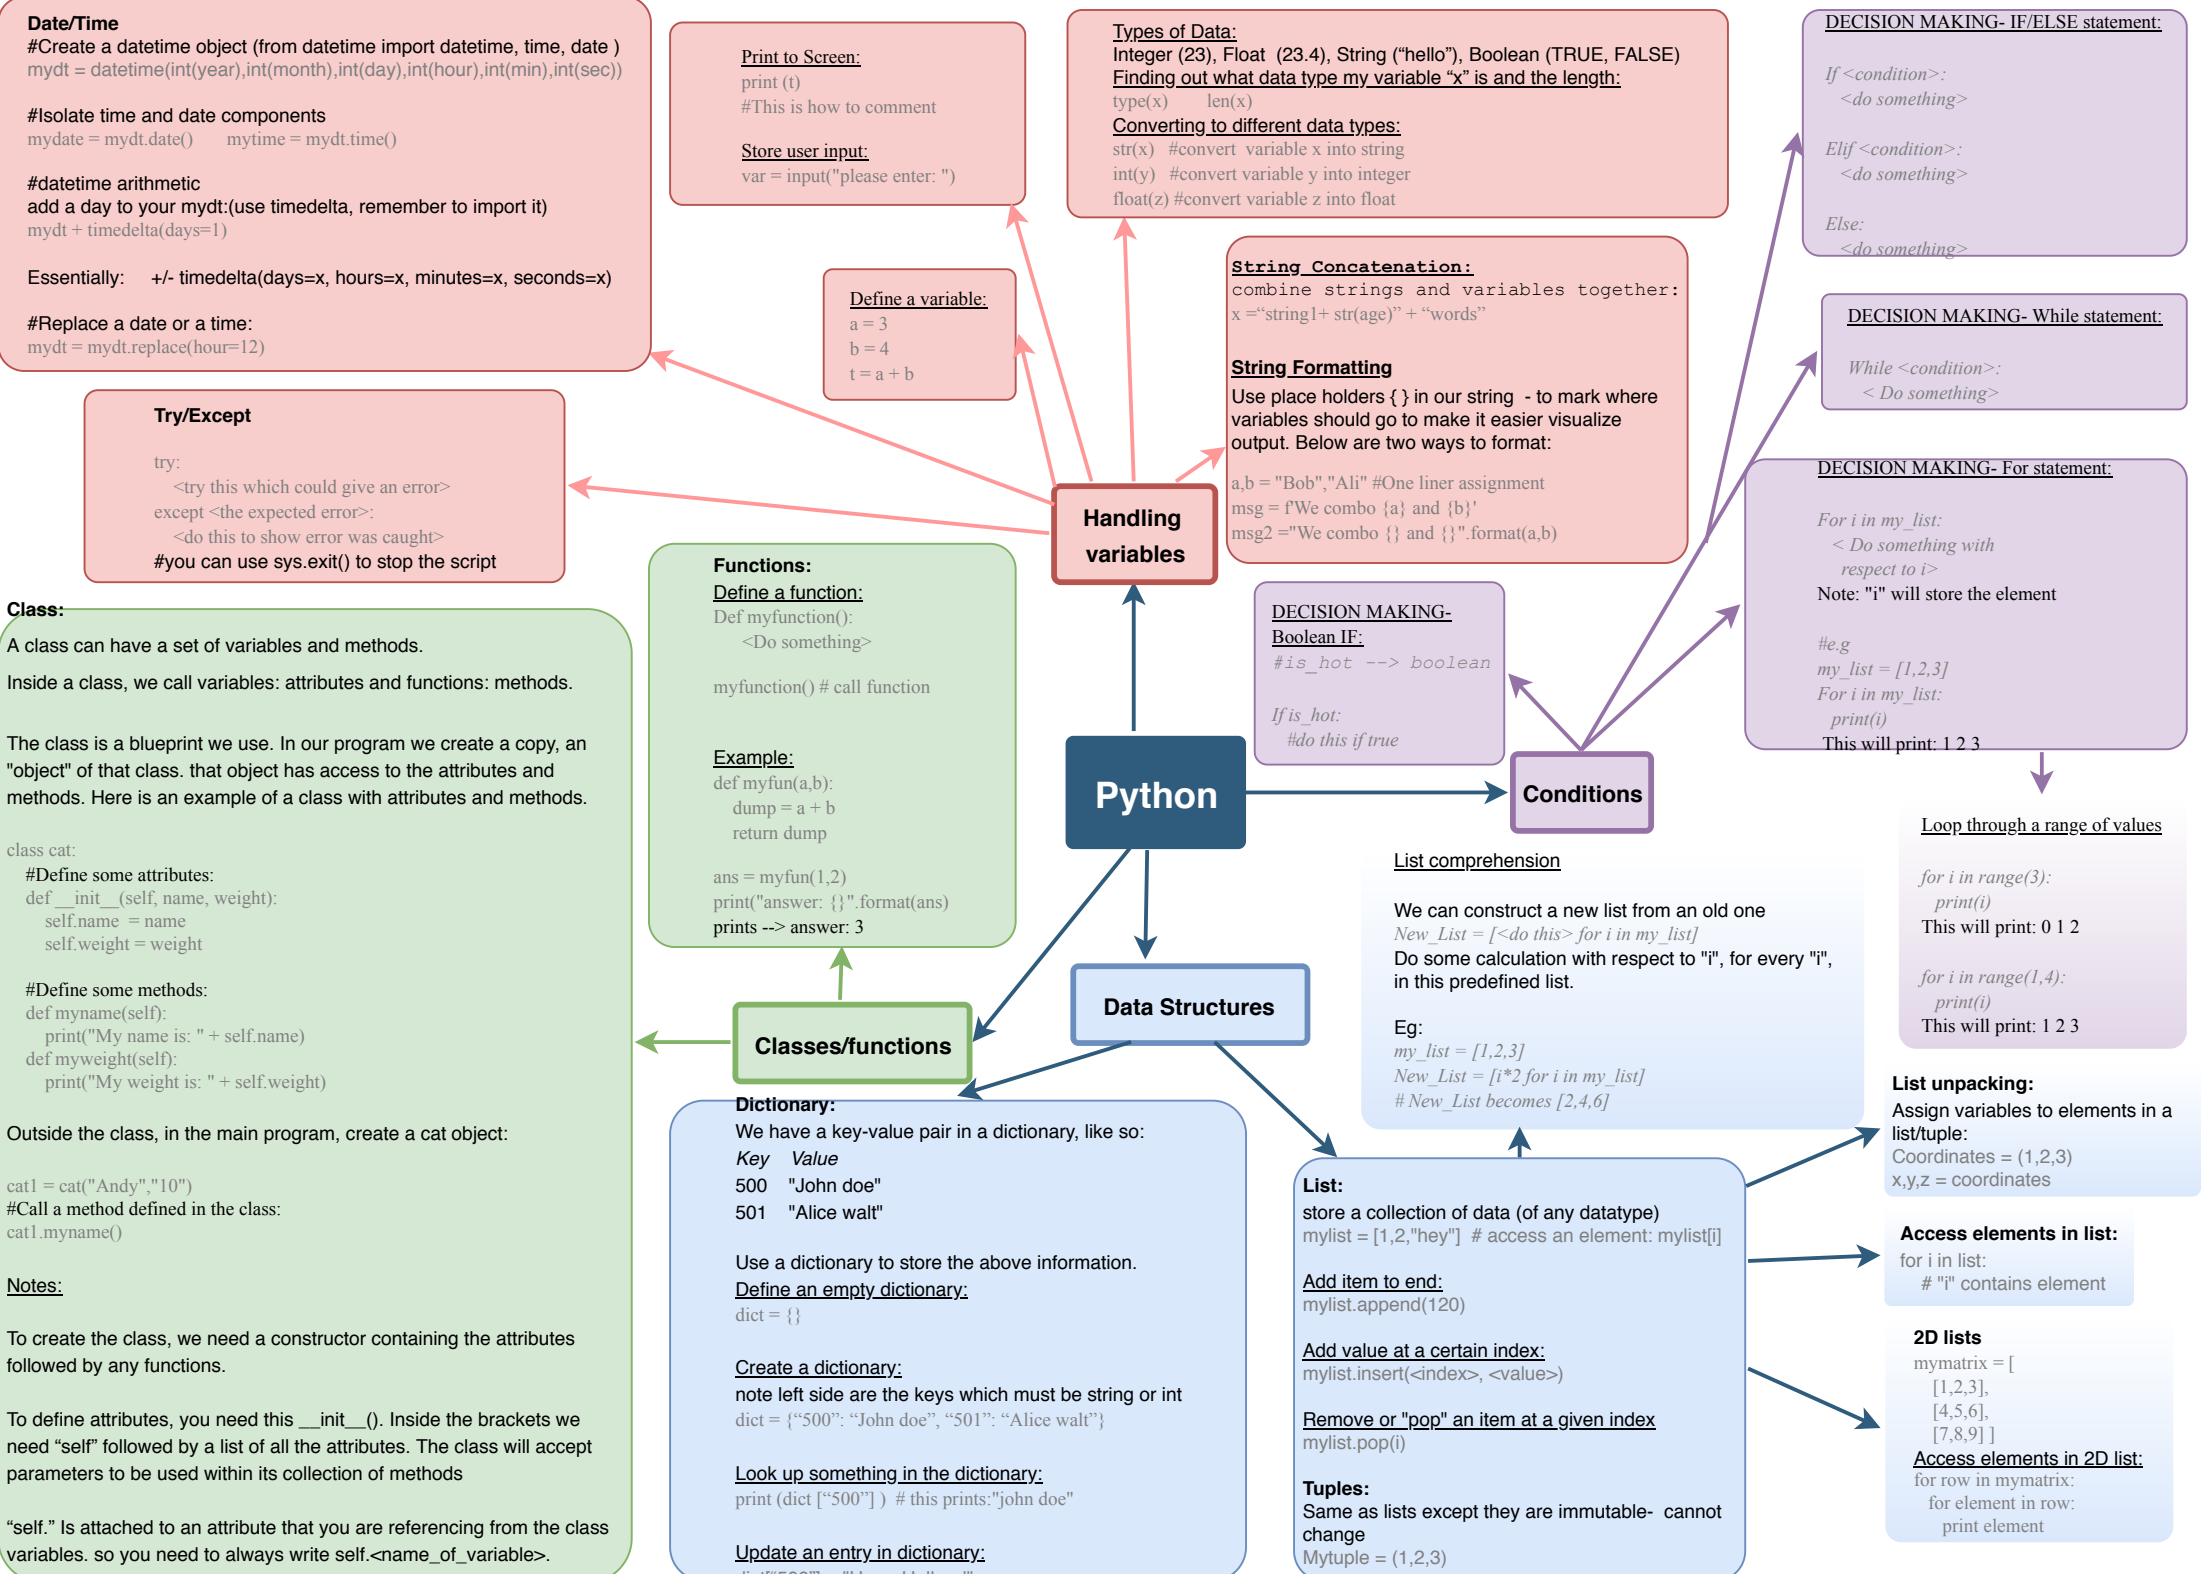 Date/Time
#Create a datetime object (from datetime import datetime, time, date )
mydt = datetime(int(year),int(month),int(day),int(hour),int(min),int(sec))
#Isolate time and date components
mydate = mydt.date()      mytime = mydt.time()
#datetime arithmetic
add a day to your mydt:(use timedelta, remember to import it)
mydt + timedelta(days=1)
Essentially:     +/- timedelta(days=x, hours=x, minutes=x, seconds=x)
#Replace a date or a time:
mydt = mydt.replace(hour=12)
Print to Screen:
print (t)
#This is how to comment
Store user input:
var = input("please enter: ")
Types of Data:
Integer (23), Float  (23.4), String (“hello”), Boolean (TRUE, FALSE)
Finding out what data type my variable “x” is and the length:
type(x)       len(x)
Converting to different data types:
str(x)   #convert  variable x into string
int(y)   #convert variable y into integer
float(z) #convert variable z into float
DECISION MAKING- IF/ELSE statement:
If <condition>:
<do something>
Elif <condition>:
<do something>
Else:
<do something>
Define a variable:
a = 3
b = 4
t = a + b
String Concatenation:
combine strings and variables together:
x =“string1+ str(age)” + “words”
String Formatting
Use place holders { } in our string  - to mark where
variables should go to make it easier visualize
output. Below are two ways to format:
a,b = "Bob","Ali" #One liner assignment
msg = f'We combo {a} and {b}'
msg2 ="We combo {} and {}".format(a,b)
DECISION MAKING- While statement:
While <condition>:
< Do something>
Try/Except
try:
<try this which could give an error>
except <the expected error>:
<do this to show error was caught>
#you can use sys.exit() to stop the script
Handling
variables
DECISION MAKING- For statement:
For i in my_list:
< Do something with
respect to i>
Note: "i" will store the element
#e.g
my_list = [1,2,3]
For i in my_list:
print(i)
This will print: 1 2 3
Class:
A class can have a set of variables and methods.
Inside a class, we call variables: attributes and functions: methods.
The class is a blueprint we use. In our program we create a copy, an
"object" of that class. that object has access to the attributes and
methods. Here is an example of a class with attributes and methods.
class cat:
#Define some attributes:
def __init__(self, name, weight):
self.name  = name
self.weight = weight
#Define some methods:
def myname(self):
print("My name is: " + self.name)
def myweight(self):
print("My weight is: " + self.weight)
Outside the class, in the main program, create a cat object:
cat1 = cat("Andy","10")
#Call a method defined in the class:
cat1.myname()
Notes:
To create the class, we need a constructor containing the attributes
followed by any functions.
To define attributes, you need this __init__(). Inside the brackets we
need “self” followed by a list of all the attributes. The class will accept
parameters to be used within its collection of methods
“self.” Is attached to an attribute that you are referencing from the class
variables. so you need to always write self.<name_of_variable>.
Functions:
Define a function:
Def myfunction():
<Do something>
myfunction() # call function
Example:
def myfun(a,b):
dump = a + b
return dump
ans = myfun(1,2)
print("answer: {}".format(ans)
prints --> answer: 3
DECISION MAKING-
Boolean IF:
#is_hot --> boolean
If is_hot:
#do this if true
Python
Conditions
Loop through a range of values
for i in range(3):
print(i)
This will print: 0 1 2
for i in range(1,4):
print(i)
This will print: 1 2 3
List comprehension
We can construct a new list from an old one
New_List = [<do this> for i in my_list]
Do some calculation with respect to "i", for every "i",
in this predefined list.
Eg:
my_list = [1,2,3]
New_List = [i*2 for i in my_list]
# New_List becomes [2,4,6]
Data Structures
Classes/functions
Dictionary:
We have a key-value pair in a dictionary, like so:
Key    Value
500    "John doe"
501    "Alice walt"
Use a dictionary to store the above information.
Define an empty dictionary:
dict = {}
Create a dictionary:
note left side are the keys which must be string or int
dict = {“500”: “John doe”, “501”: “Alice walt”}
Look up something in the dictionary:
print (dict [“500”] )  # this prints:"john doe"
Update an entry in dictionary:
List:
store a collection of data (of any datatype)
mylist = [1,2,"hey"]  # access an element: mylist[i]
Add item to end:
mylist.append(120)
Add value at a certain index:
mylist.insert(<index>, <value>)
Remove or "pop" an item at a given index
mylist.pop(i)
Tuples:
Same as lists except they are immutable-  cannot
change
Mytuple = (1,2,3)
List unpacking:
Assign variables to elements in a
list/tuple:
Coordinates = (1,2,3)
x,y,z = coordinates
Access elements in list:
for i in list:
# "i" contains element
2D lists
mymatrix = [
[1,2,3],
[4,5,6],
[7,8,9] ]
Access elements in 2D list:
for row in mymatrix:
for element in row:
print element